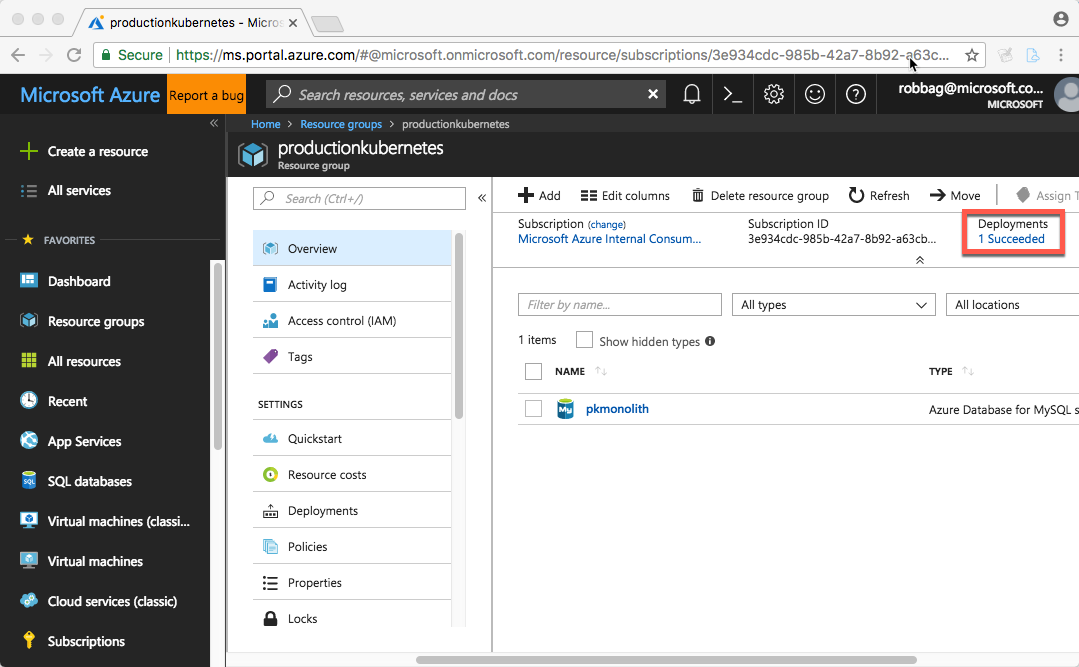 productionkubernetes - Micros
Secure https://ms.portal.azure.com/#@microsoft.onmicrosoft.com/resource/subscriptions/3e934cdc-985b-42a7-8b92-a63c...
Microsoft Azure
Report a bug
Search resources, services and docs
robbag@microsoft.co...
MICROSOFT
Home > Resource groups > productionkubernetes
productionkubernetes
Resource group
Create a resource
All services
FAVORITES
Dashboard
Resource groups
All resources
Recent
App Services
SQL databases
Virtual machines (classi...
Virtual machines
Cloud services (classic)
Subscriptions
Search (Ctrl+/)
Overview
Activity log
Access control (IAM)
Tags
SETTINGS
Quickstart
Resource costs
Deployments
Policies
Properties
Locks
Add Edit columns Delete resource group Refresh Move Assign T
Subscription (change)
Microsoft Azure Internal Consum...
Subscription ID
3e934cdc-985b-42a7-8b92-a63cb...
Deployments
1 Succeeded
Filter by name...
All types
All locations
1 items
Show hidden types
NAME TYPE
My pkmonolith Azure Database for MySQL s